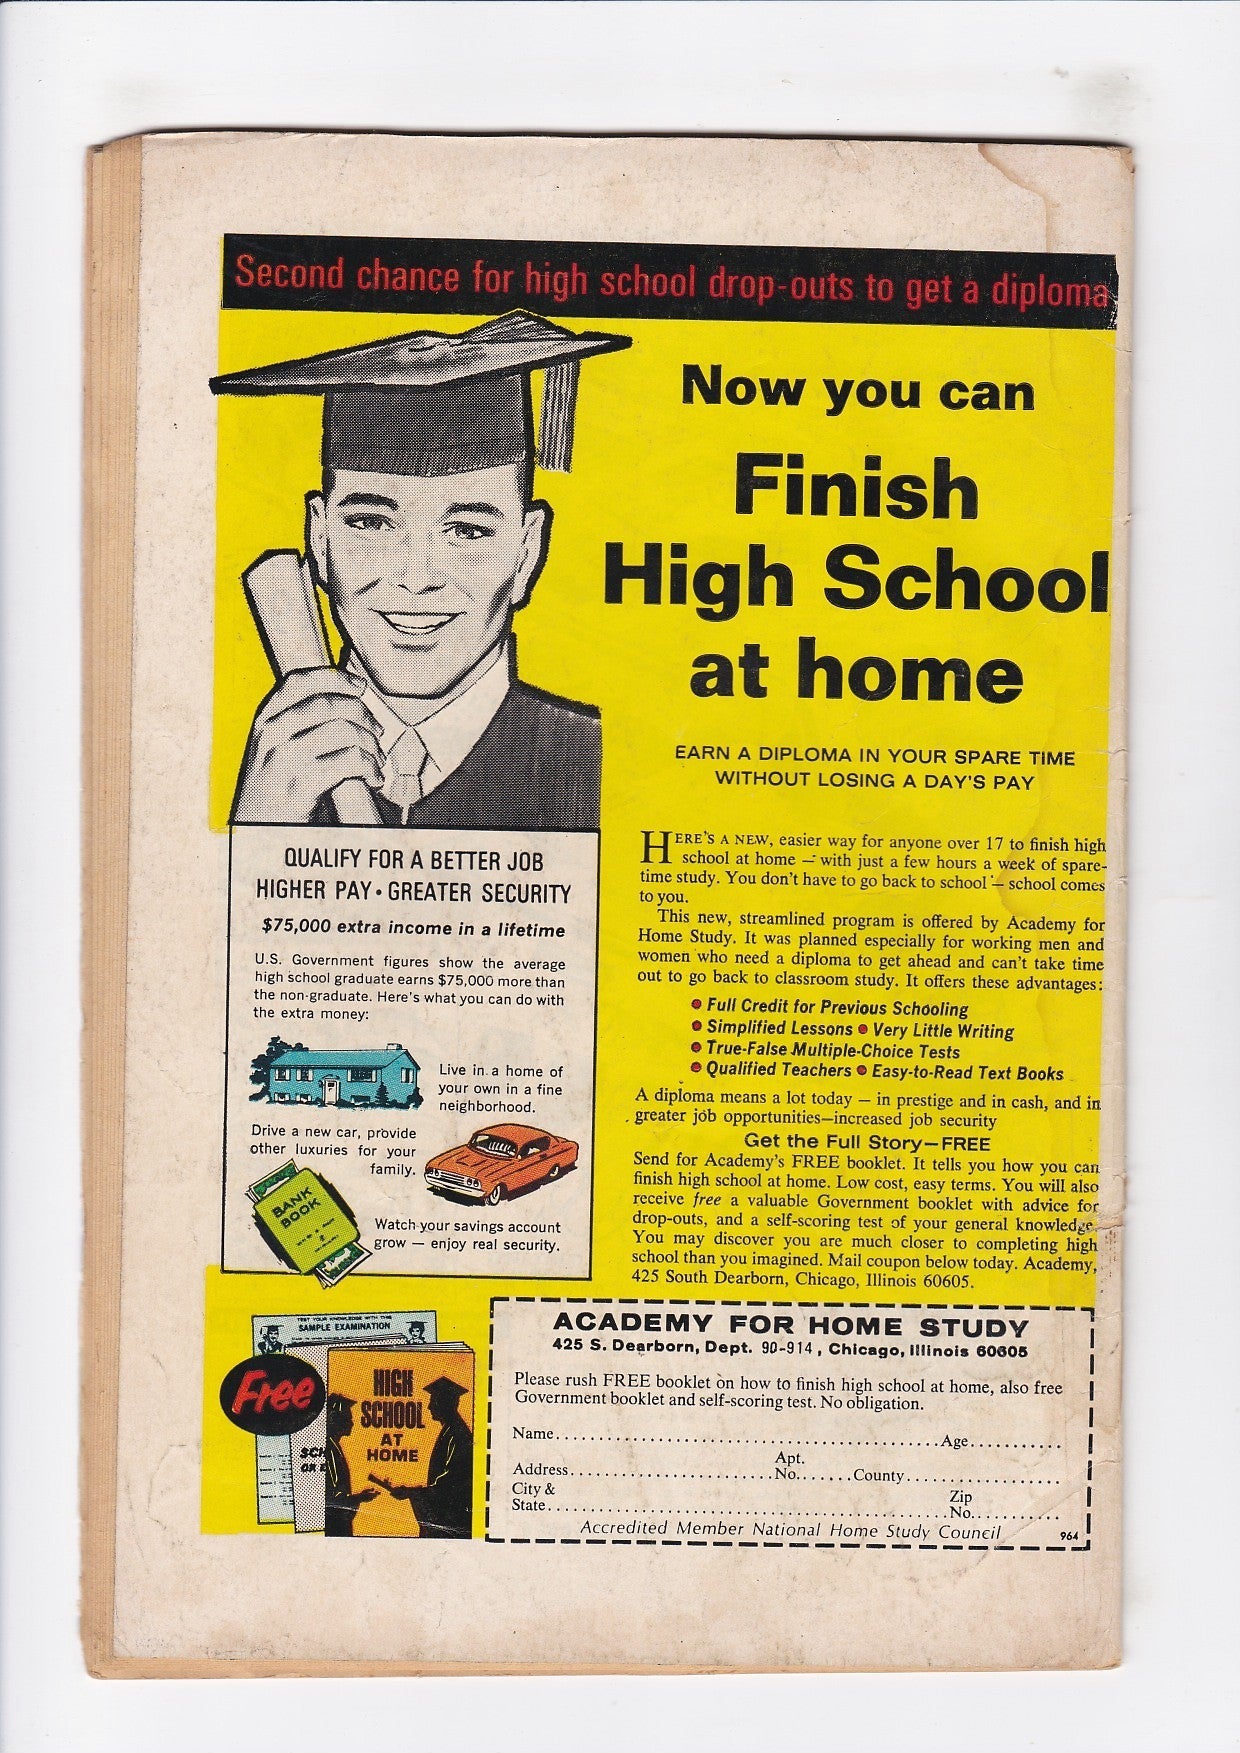 Second chance for high school drop-outs to get a diploma
Now you can
Finish
High School
at home
EARN A DIPLOMA IN YOUR SPARE TIME
WITHOUT LOSING A DAY'S PAY
HERE'S A NEW, easier way for anyone over 17 to finish high
school at home — with just a few hours a week of spare-
time study. You don't have to go back to school — school comes
to you.
This new, streamlined program is offered by Academy for
Home Study. It was planned especially for working men and
women who need a diploma to get ahead and can't take time
out to go back to classroom study. It offers these advantages:
• Full Credit for Previous Schooling
• Simplified Lessons • Very Little Writing
• True-False Multiple-Choice Tests
• Qualified Teachers • Easy-to-Read Text Books
A diploma means a lot today — in prestige and in cash, and in
greater job opportunities—increased job security
Get the Full Story—FREE
Send for Academy's FREE booklet. It tells you how you can
finish high school at home. Low cost, easy terms. You will also
receive free a valuable Government booklet with advice for
drop-outs, and a self-scoring test of your general knowledge.
You may discover you are much closer to completing high
school than you imagined. Mail coupon below today. Academy,
425 South Dearborn, Chicago, Illinois 60605.
QUALIFY FOR A BETTER JOB
HIGHER PAY • GREATER SECURITY
$75,000 extra income in a lifetime
U.S. Government figures show the average
high school graduate earns $75,000 more than
the non-graduate. Here's what you can do with
the extra money:
Live in a home of
your own in a fine
neighborhood.
Drive a new car, provide
other luxuries for your
family.
BANK
BOOK
Watch your savings account
grow — enjoy real security.
TEST YOUR KNOWLEDGE WITH THIS
SAMPLE EXAMINATION
Free
HIGH
SCHOOL
AT
HOME
ACADEMY FOR HOME STUDY
425 S. Dearborn, Dept. 90-914, Chicago, Illinois 60605
Please rush FREE booklet on how to finish high school at home, also free
Government booklet and self-scoring test. No obligation.
Name.............................................Age...........
Apt.
Address.........................No.......County...................
City &
State................................................
Zip
No..............
Accredited Member National Home Study Council
964